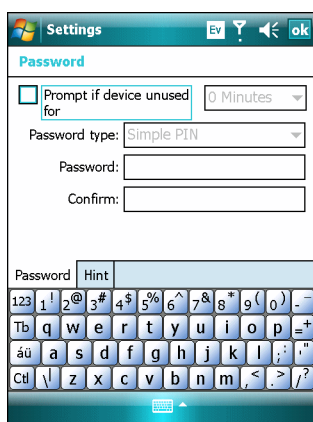 Settings Ev ok
Password
Prompt if device unused for 0 Minutes
Password type: Simple PIN
Password:
Confirm:
Password Hint
123 1! 2@ 3# 4$ 5% 6^ 7& 8* 9( 0) -_
Tb q w e r t y u i o p =+
áü a s d f g h j k l ;: '"
Ctl \| z x c v b n m ,< .> /?